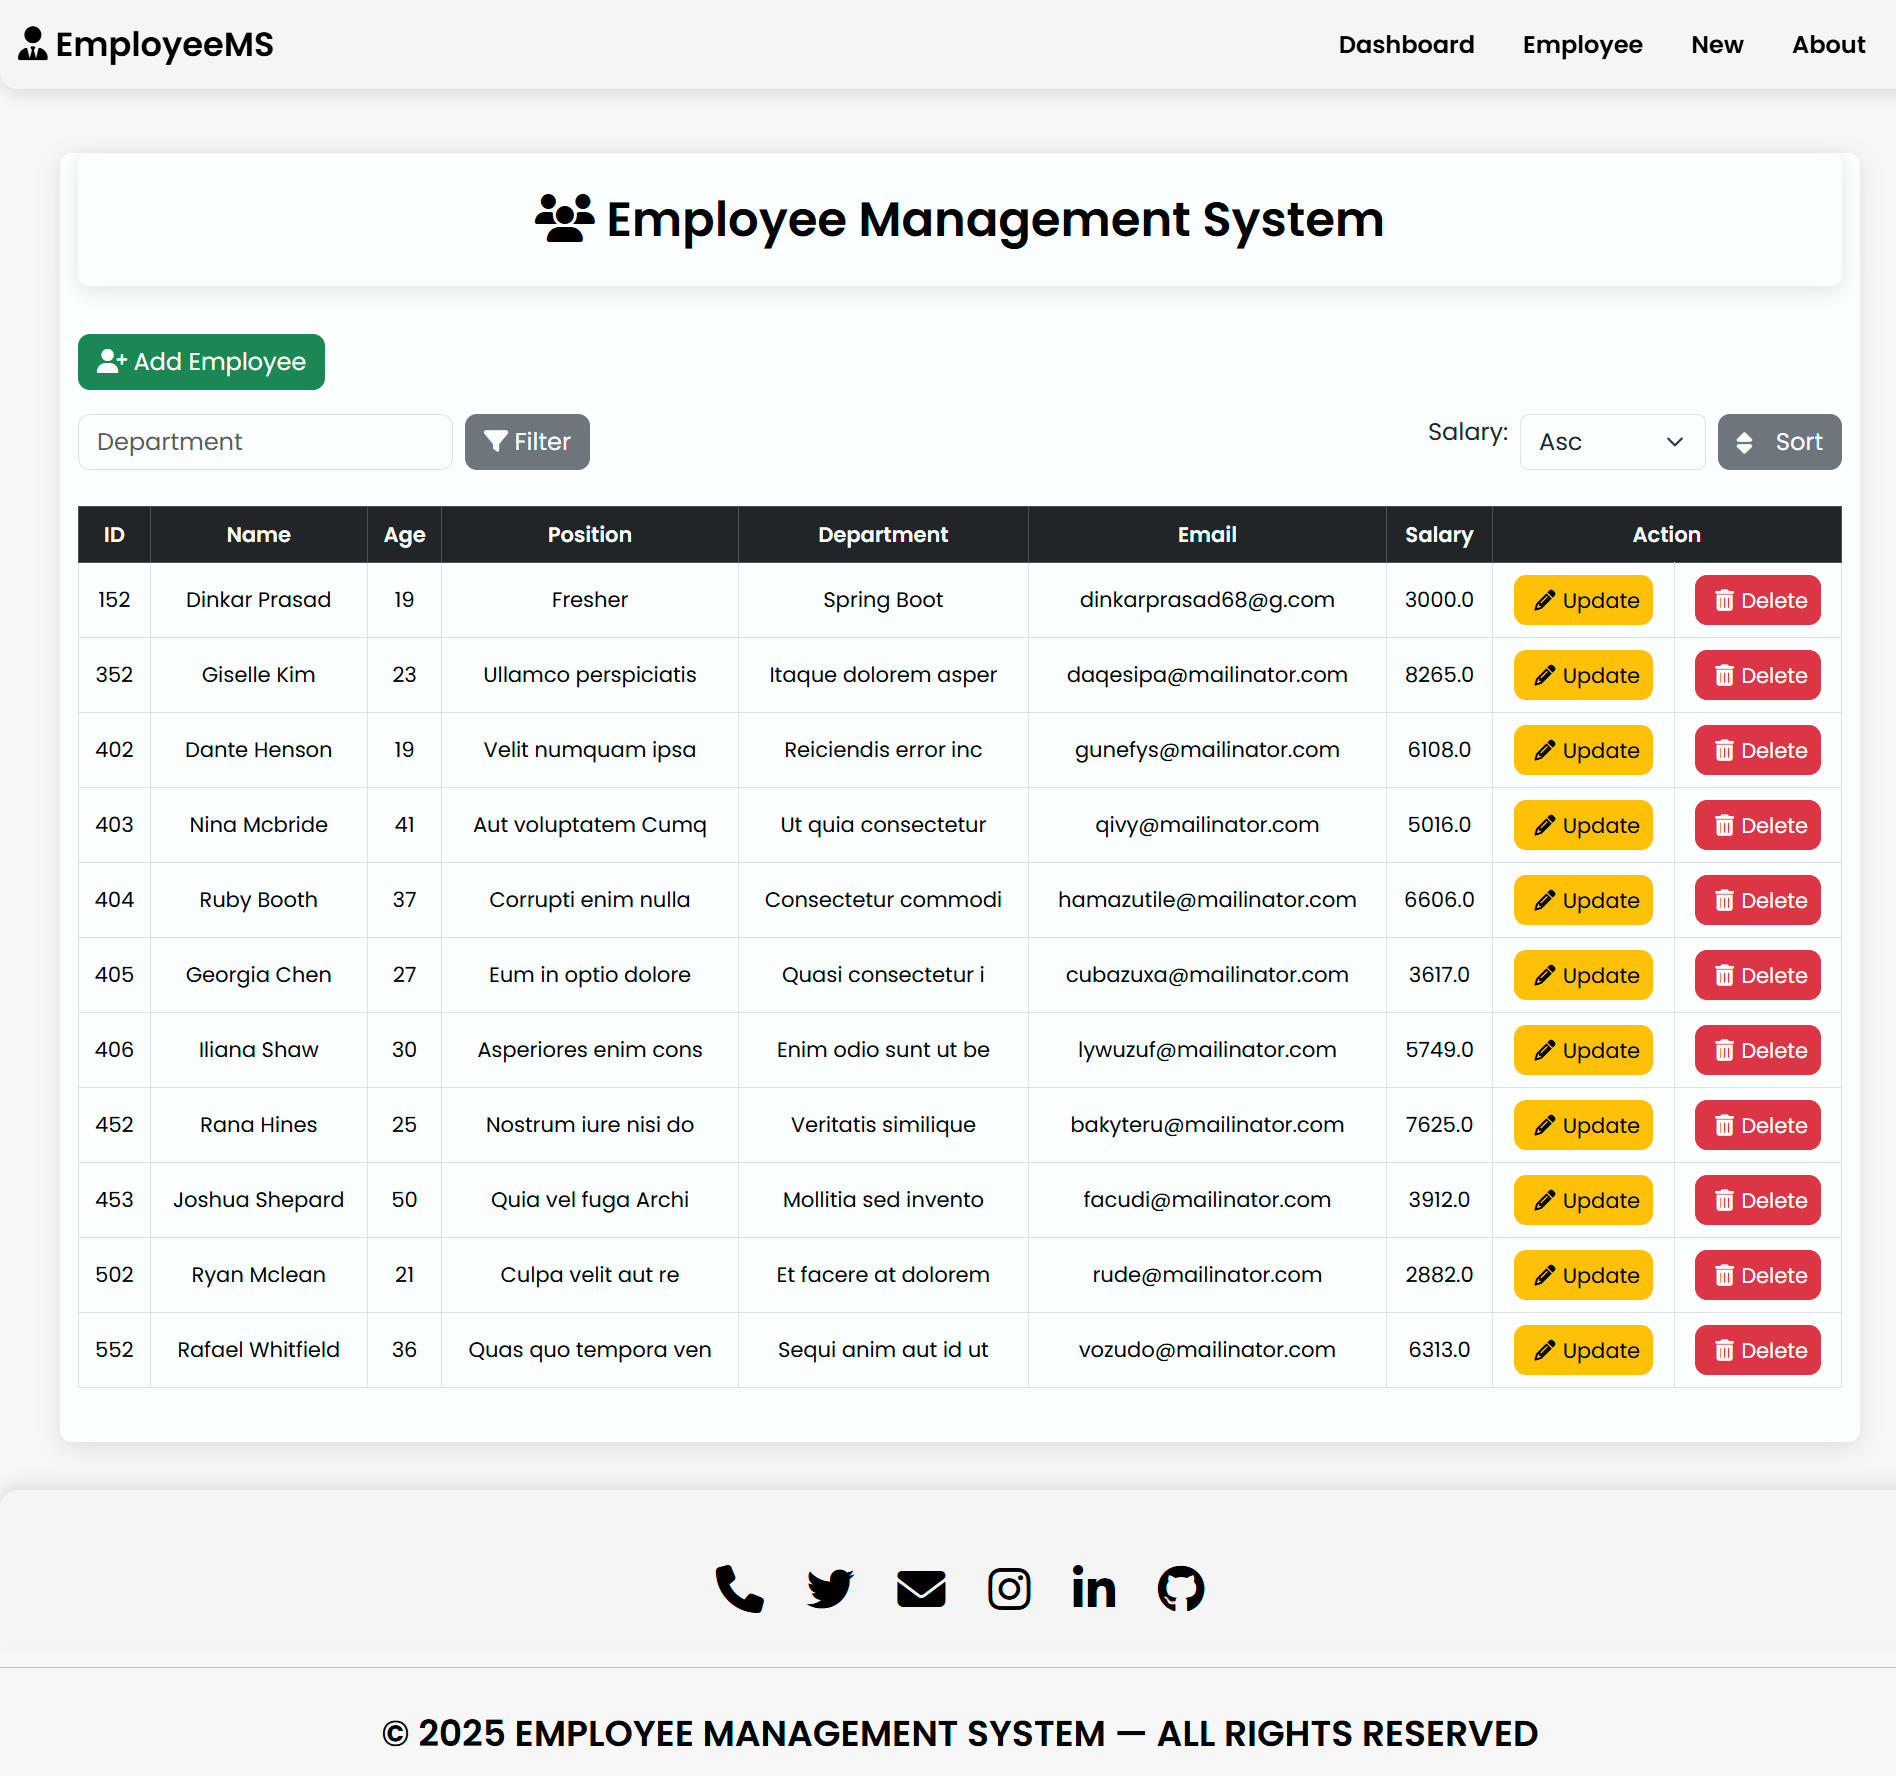 EmployeeMS Dashboard Employee New About
Employee Management System
Add Employee
Department Filter Salary: Asc Sort
ID Name Age Position Department Email Salary Action
152 Dinkar Prasad 19 Fresher Spring Boot dinkarprasad68@g.com 3000.0 Update Delete
352 Giselle Kim 23 Ullamco perspiciatis Itaque dolorem asper daqesipa@mailinator.com 8265.0 Update Delete
402 Dante Henson 19 Velit numquam ipsa Reiciendis error inc gunefys@mailinator.com 6108.0 Update Delete
403 Nina Mcbride 41 Aut voluptatem Cumq Ut quia consectetur qivy@mailinator.com 5016.0 Update Delete
404 Ruby Booth 37 Corrupti enim nulla Consectetur commodi hamazutile@mailinator.com 6606.0 Update Delete
405 Georgia Chen 27 Eum in optio dolore Quasi consectetur i cubazuxa@mailinator.com 3617.0 Update Delete
406 Iliana Shaw 30 Asperiores enim cons Enim odio sunt ut be lywuzuf@mailinator.com 5749.0 Update Delete
452 Rana Hines 25 Nostrum iure nisi do Veritatis similique bakyteru@mailinator.com 7625.0 Update Delete
453 Joshua Shepard 50 Quia vel fuga Archi Mollitia sed invento facudi@mailinator.com 3912.0 Update Delete
502 Ryan Mclean 21 Culpa velit aut re Et facere at dolorem rude@mailinator.com 2882.0 Update Delete
552 Rafael Whitfield 36 Quas quo tempora ven Sequi anim aut id ut vozudo@mailinator.com 6313.0 Update Delete
© 2025 EMPLOYEE MANAGEMENT SYSTEM — ALL RIGHTS RESERVED